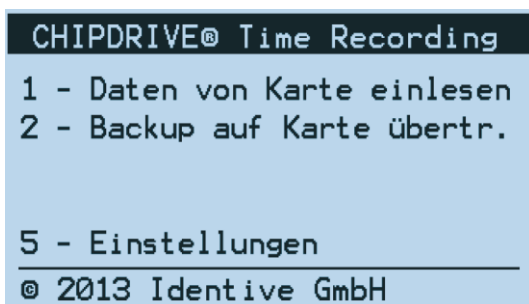 CHIPDRIVE® Time Recording
1 - Daten von Karte einlesen
2 - Backup auf Karte übertr.
5 - Einstellungen
© 2013 Identive GmbH